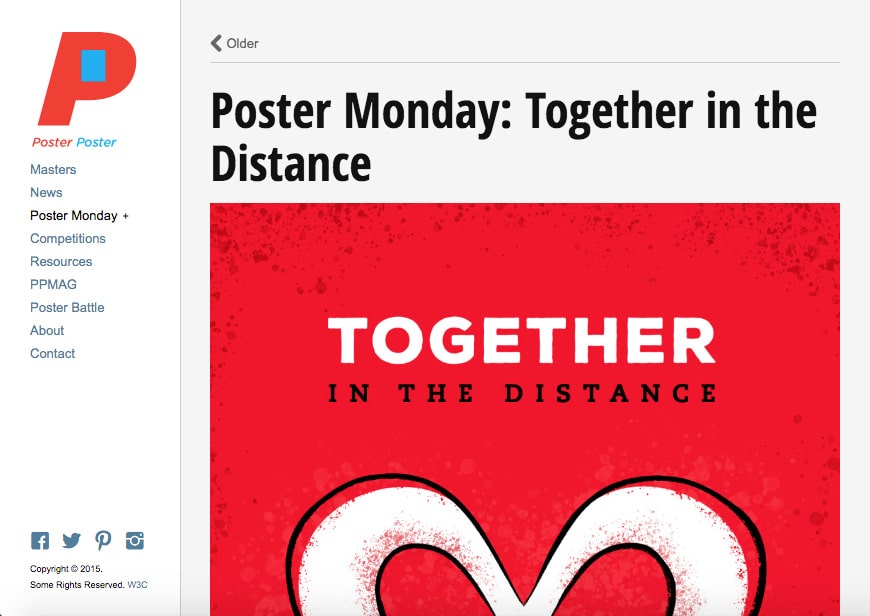 Poster Poster
Masters
News
Poster Monday +
Competitions
Resources
PPMAG
Poster Battle
About
Contact
Copyright © 2015.
Some Rights Reserved. W3C
Older
Poster Monday: Together in the
Distance
TOGETHER
IN THE DISTANCE